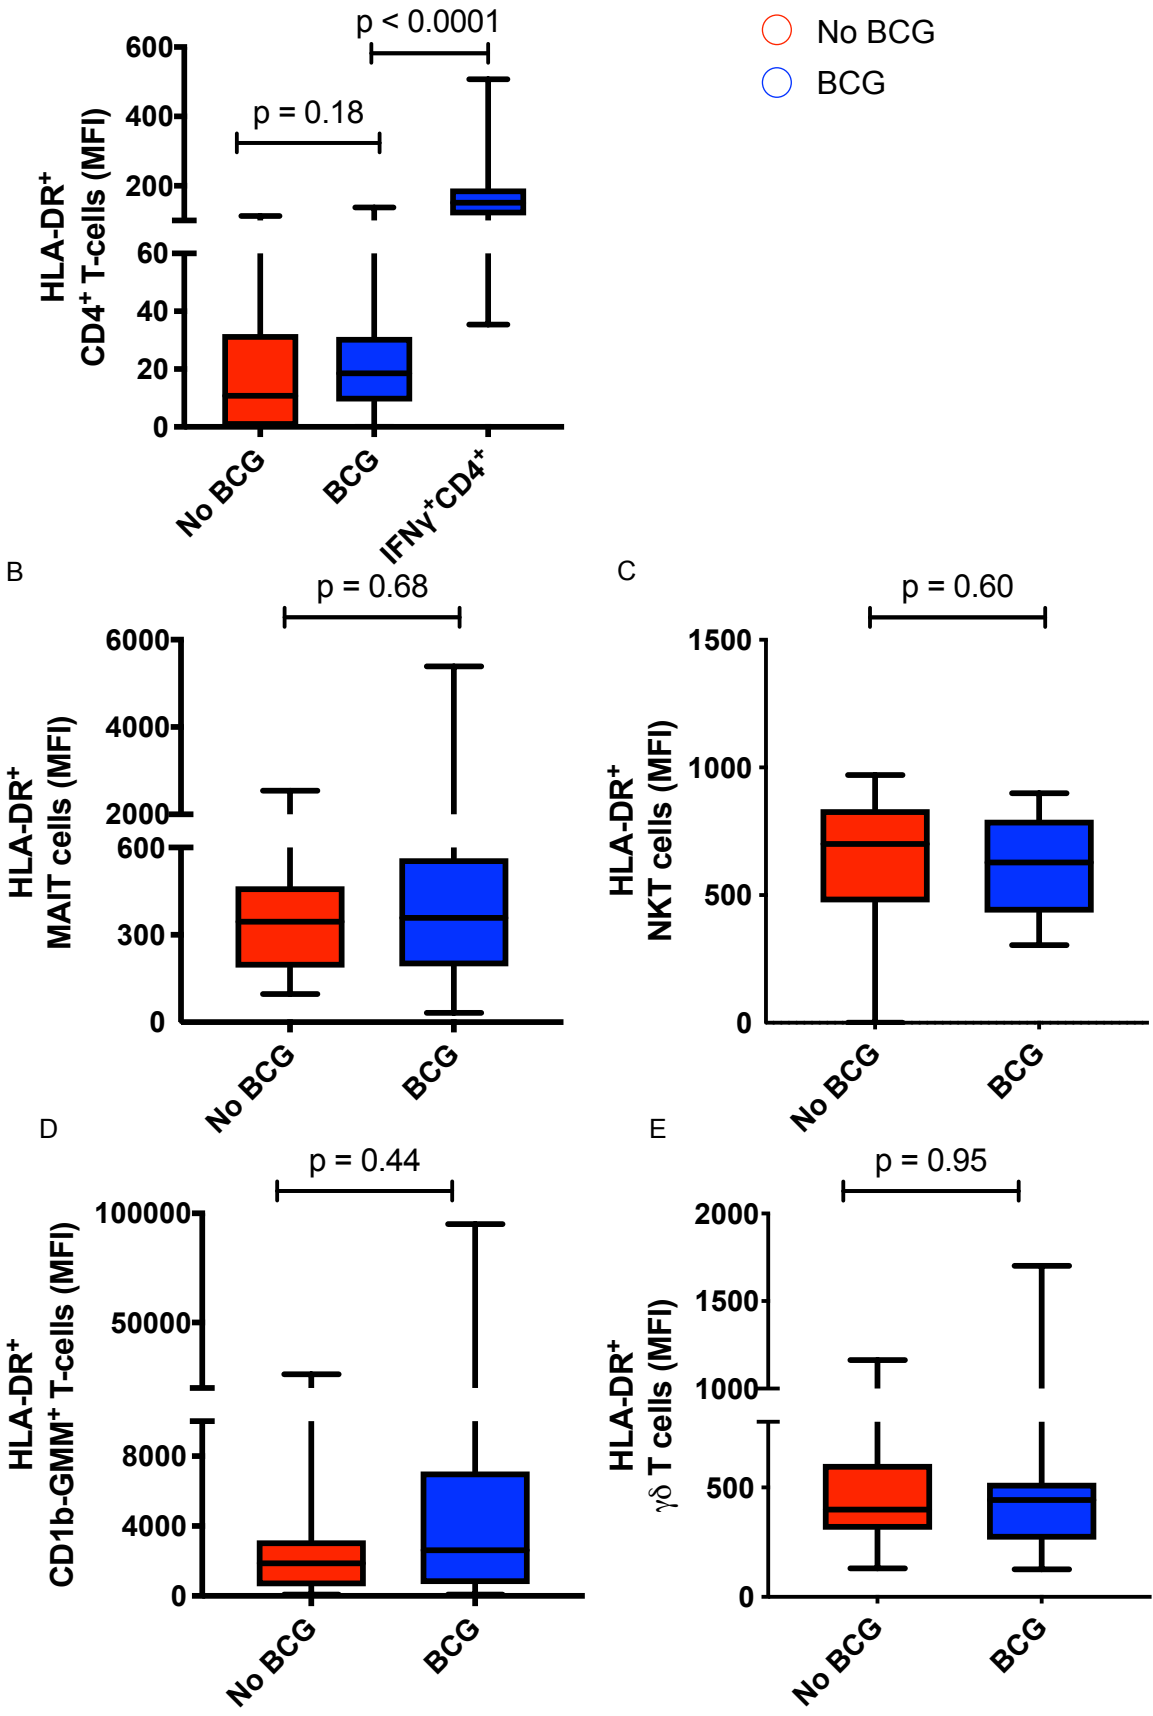 p < 0.0001
p = 0.18
600
400
200
60
40
20
0
HLA-DR⁺
CD4⁺ T-cells (MFI)
No BCG
BCG
IFNγ⁺CD4⁺
No BCG
BCG
B
p = 0.68
6000
4000
2000
600
300
0
HLA-DR⁺
MAIT cells (MFI)
No BCG
BCG
C
p = 0.60
1500
1000
500
0
HLA-DR⁺
NKT cells (MFI)
No BCG
BCG
D
p = 0.44
100000
50000
8000
4000
0
HLA-DR⁺
CD1b-GMM⁺ T-cells (MFI)
No BCG
BCG
E
p = 0.95
2000
1500
1000
500
0
HLA-DR⁺
γδ T cells (MFI)
No BCG
BCG